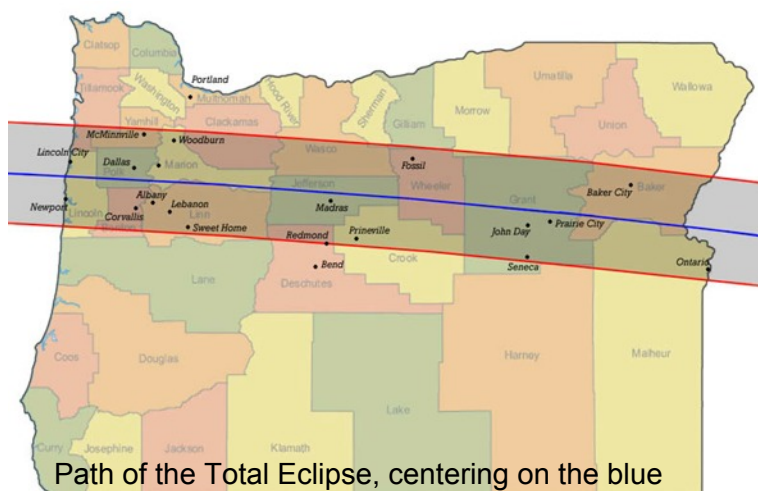 Clatsop
Columbia
Portland
Tillamook
Washington
Multnomah
Hood River
Sherman
Gilliam
Morrow
Umatilla
Wallowa
Union
Yamhill
Clackamas
McMinnville
Woodburn
Wasco
Lincoln City
Dallas
Polk
Marion
Fossil
Wheeler
Jefferson
Grant
Baker City
Baker
Newport
Lincoln
Albany
Lebanon
Corvallis
Benton
Linn
Sweet Home
Madras
John Day
Prairie City
Redmond
Prineville
Crook
Seneca
Ontario
Bend
Lane
Deschutes
Coos
Douglas
Harney
Malheur
Lake
Curry
Josephine
Jackson
Klamath
Path of the Total Eclipse, centering on the blue